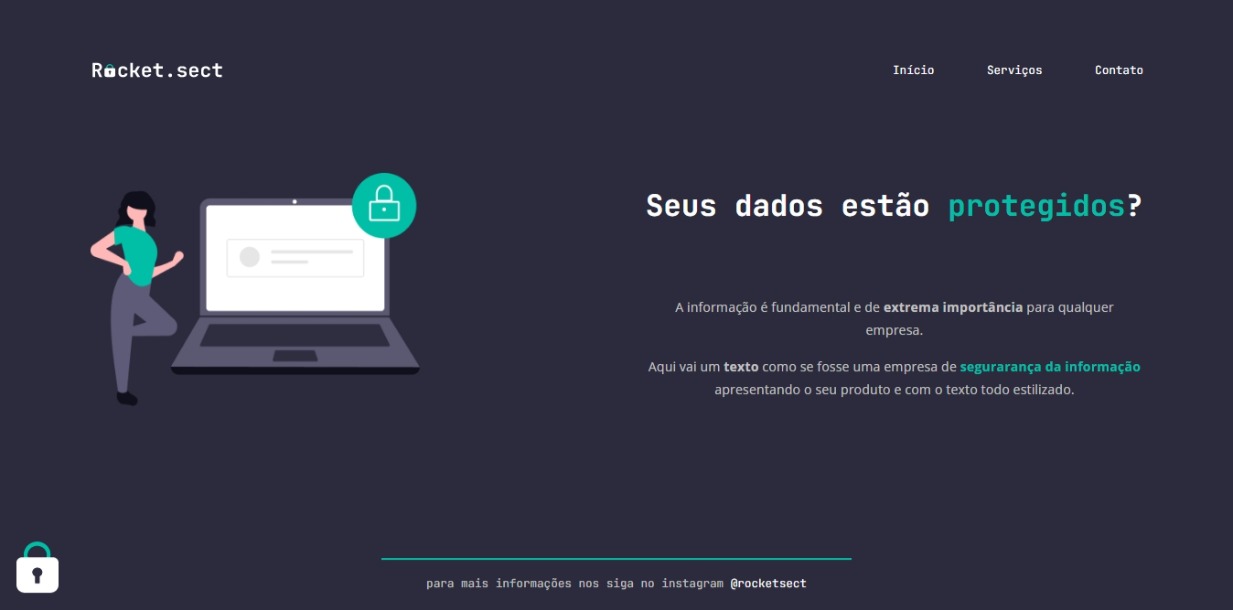 Rocket.sect
Início Serviços Contato
Seus dados estão protegidos?
A informação é fundamental e de extrema importância para qualquer
empresa.
Aqui vai um texto como se fosse uma empresa de segurarança da informação
apresentando o seu produto e com o texto todo estilizado.
para mais informações nos siga no instagram @rocketsect